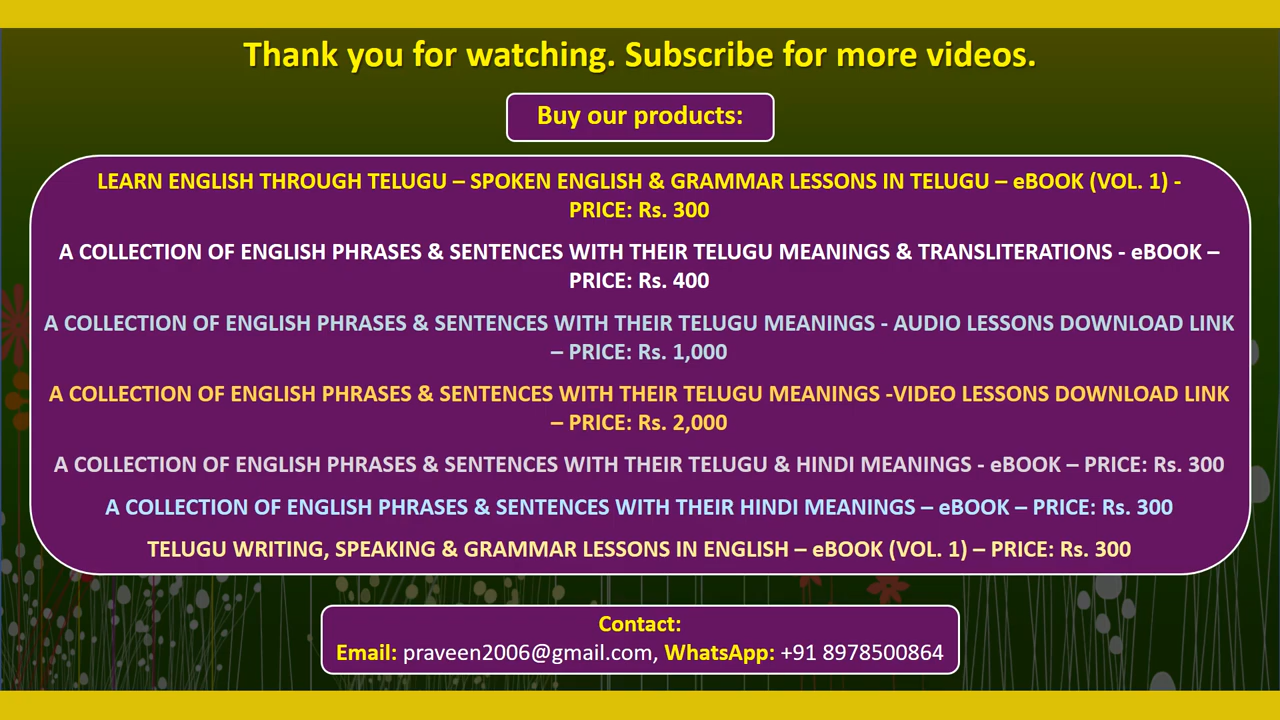 Thank you for watching. Subscribe for more videos.
Buy our products:
LEARN ENGLISH THROUGH TELUGU – SPOKEN ENGLISH & GRAMMAR LESSONS IN TELUGU – eBOOK (VOL. 1) -
PRICE: Rs. 300
A COLLECTION OF ENGLISH PHRASES & SENTENCES WITH THEIR TELUGU MEANINGS & TRANSLITERATIONS - eBOOK –
PRICE: Rs. 400
A COLLECTION OF ENGLISH PHRASES & SENTENCES WITH THEIR TELUGU MEANINGS - AUDIO LESSONS DOWNLOAD LINK
– PRICE: Rs. 1,000
A COLLECTION OF ENGLISH PHRASES & SENTENCES WITH THEIR TELUGU MEANINGS -VIDEO LESSONS DOWNLOAD LINK
– PRICE: Rs. 2,000
A COLLECTION OF ENGLISH PHRASES & SENTENCES WITH THEIR TELUGU & HINDI MEANINGS - eBOOK – PRICE: Rs. 300
A COLLECTION OF ENGLISH PHRASES & SENTENCES WITH THEIR HINDI MEANINGS – eBOOK – PRICE: Rs. 300
TELUGU WRITING, SPEAKING & GRAMMAR LESSONS IN ENGLISH – eBOOK (VOL. 1) – PRICE: Rs. 300
Contact:
Email: praveen2006@gmail.com, WhatsApp: +91 8978500864